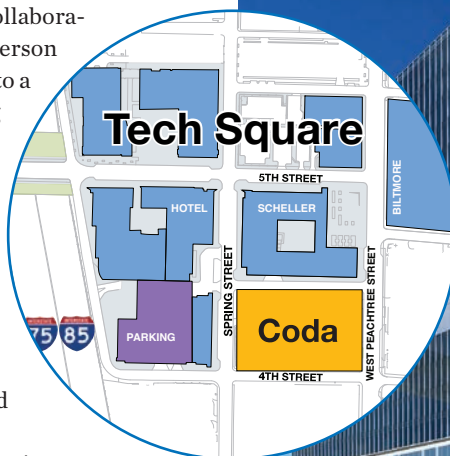 ollabora-
erson
to a
Tech Square
5TH STREET
HOTEL
SCHELLER
BILTMORE
SPRING STREET
WEST PEACHTREE STREET
75
85
PARKING
Coda
4TH STREET
d